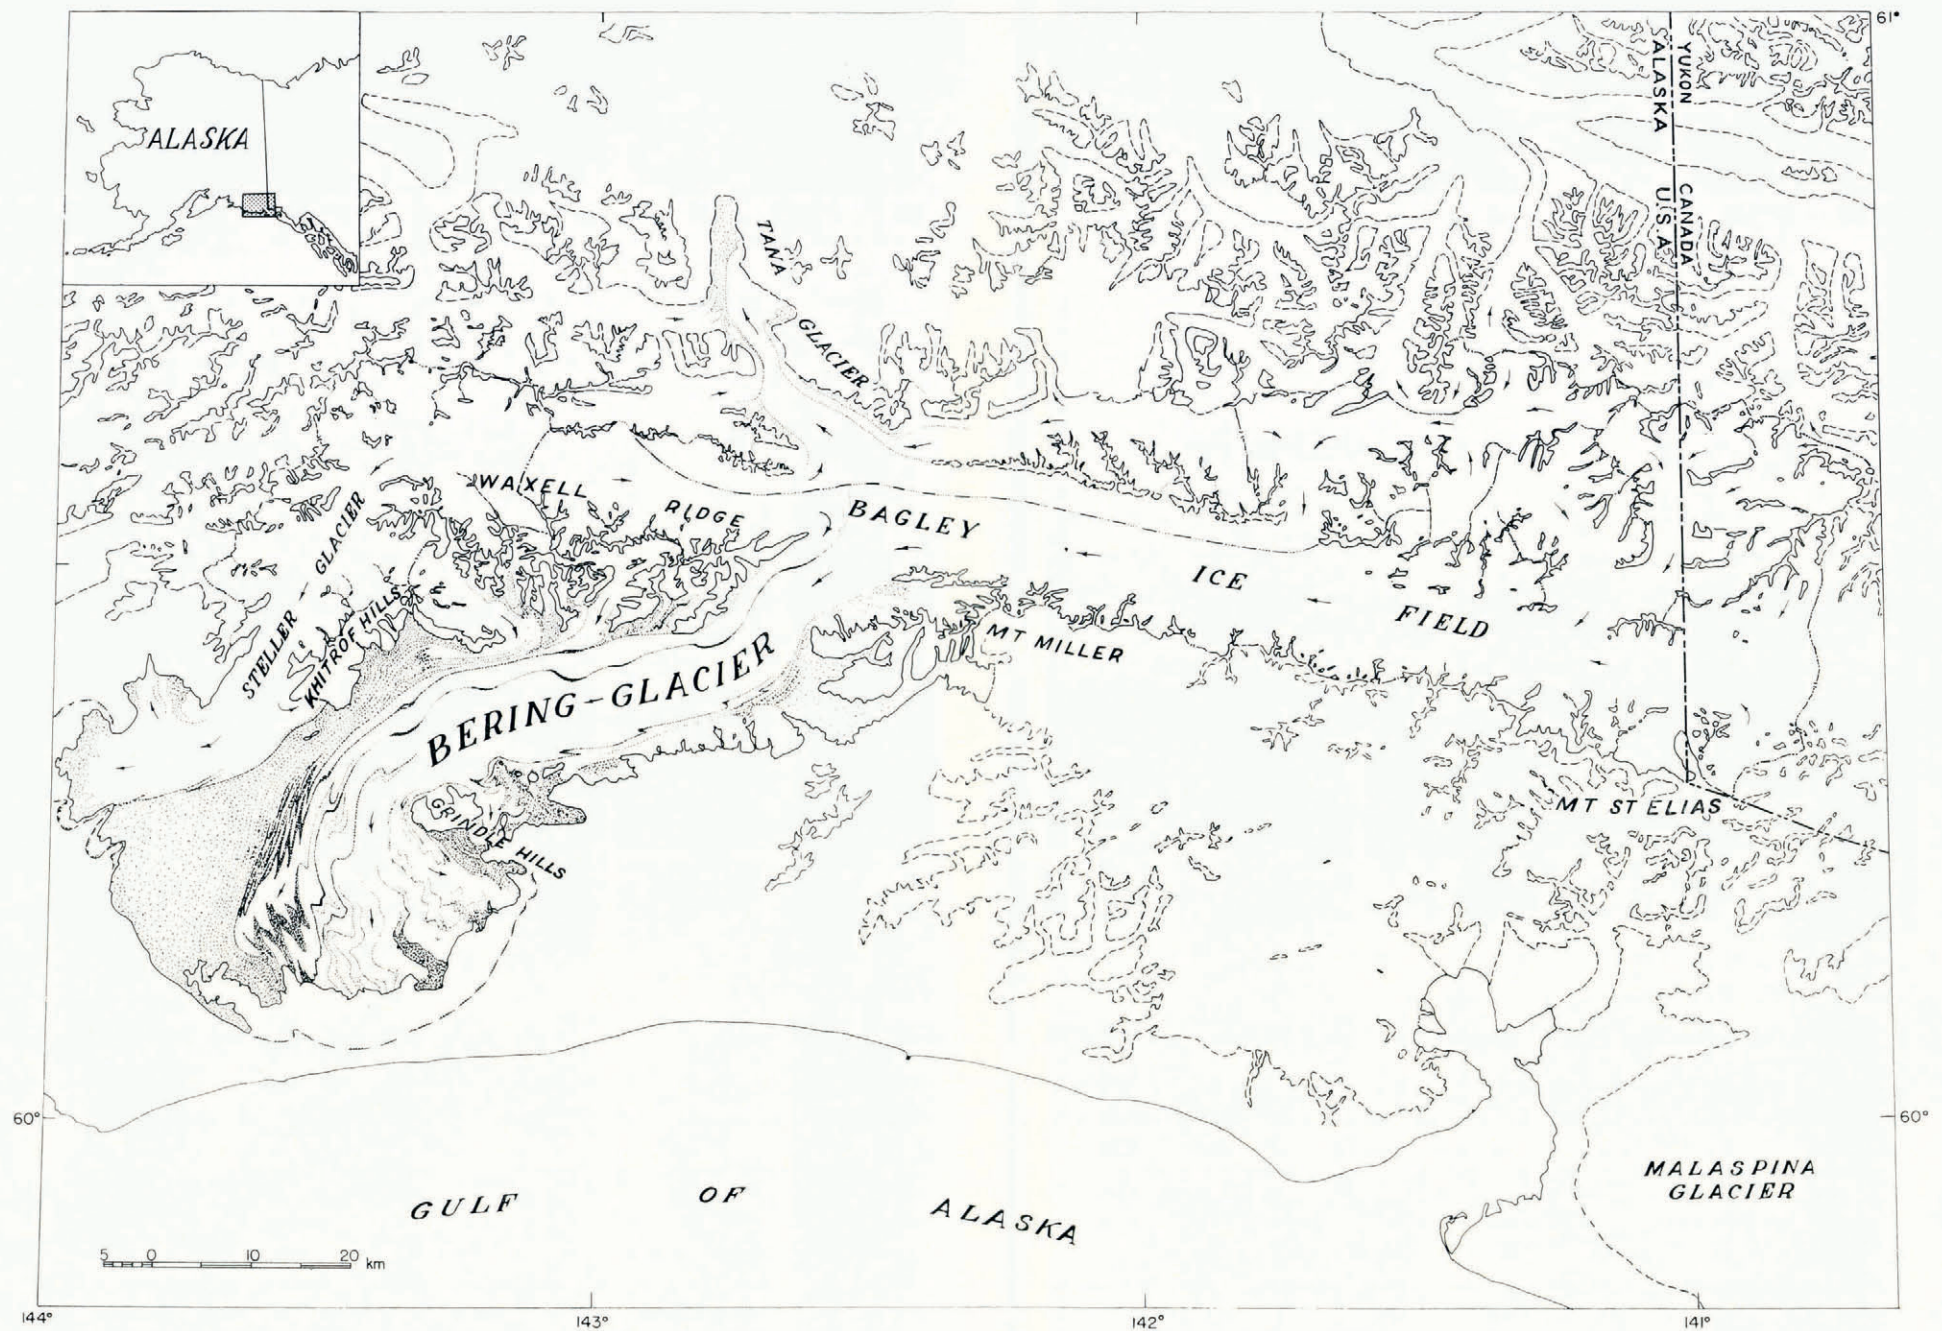 61°
YUKON
ALASKA
ALASKA
CANADA
U.S.A.
TANA
GLACIER
WAXELL
RIDGE
BAGLEY
ICE
FIELD
STELLER GLACIER
KHITROF HILLS
MT MILLER
BERING-GLACIER
GRINDLE HILLS
MT ST ELIAS
60°
60°
MALASPINA
GLACIER
GULF OF ALASKA
5 0 10 20 km
144° 143° 142° 141°